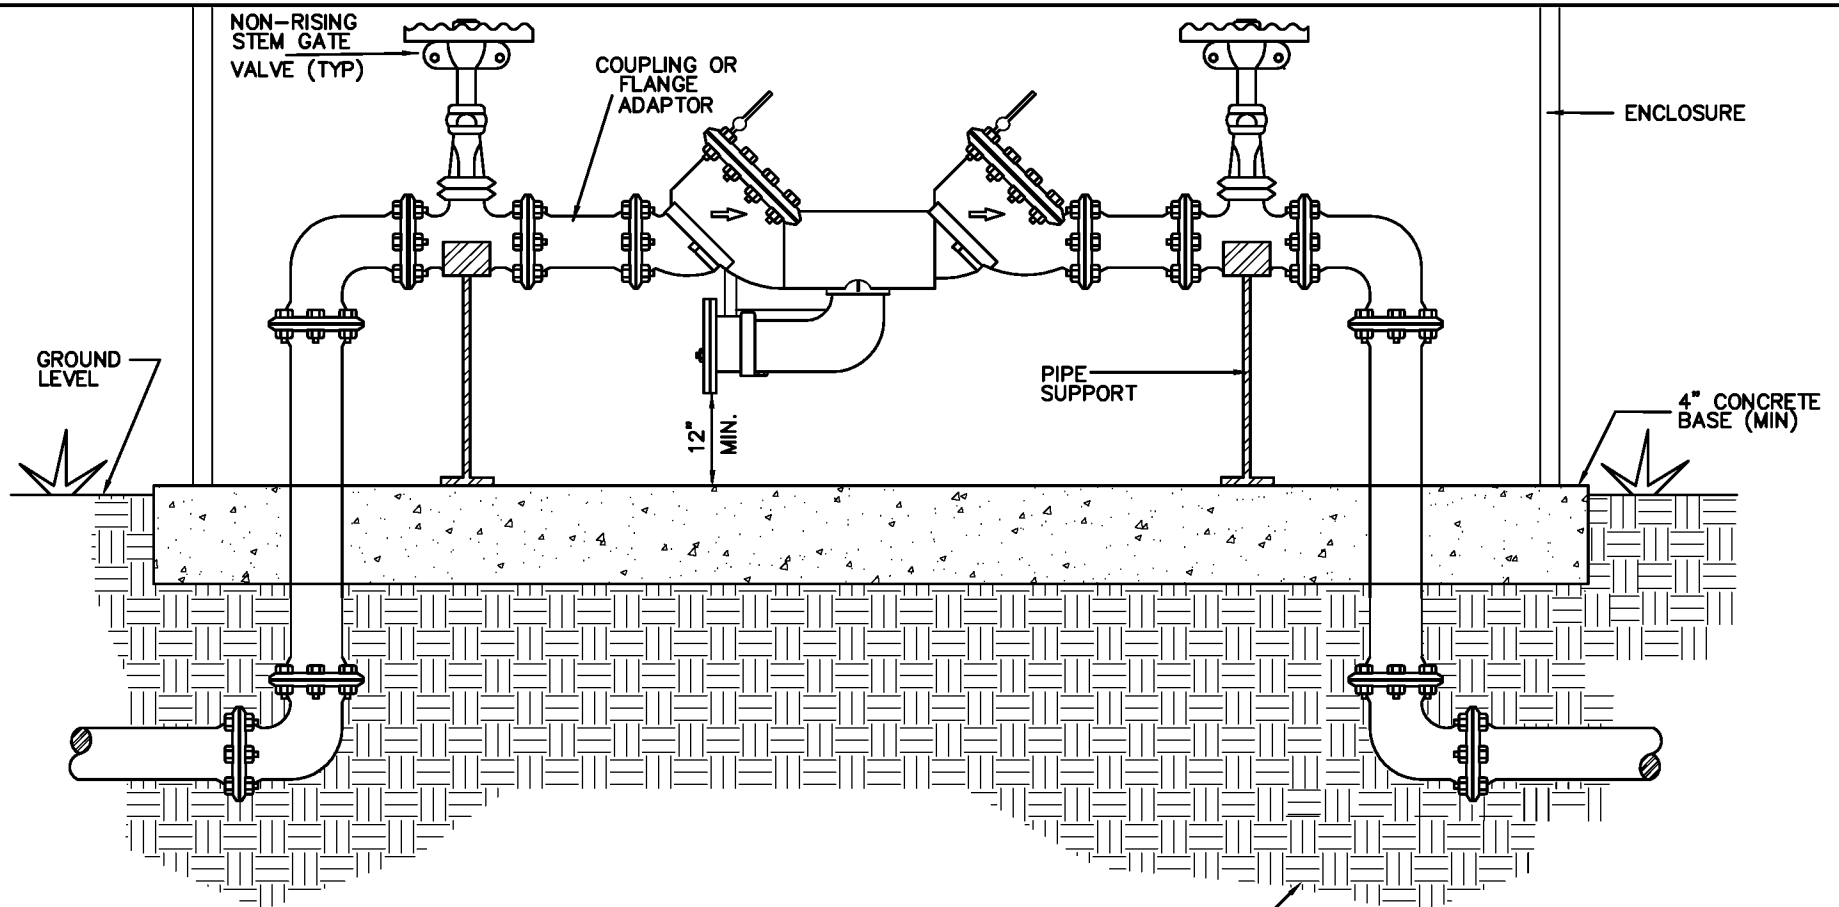 NON-RISING
STEM GATE
VALVE (TYP)
COUPLING OR
FLANGE
ADAPTOR
ENCLOSURE
GROUND
LEVEL
PIPE
SUPPORT
4" CONCRETE
BASE (MIN)
12"
MIN.